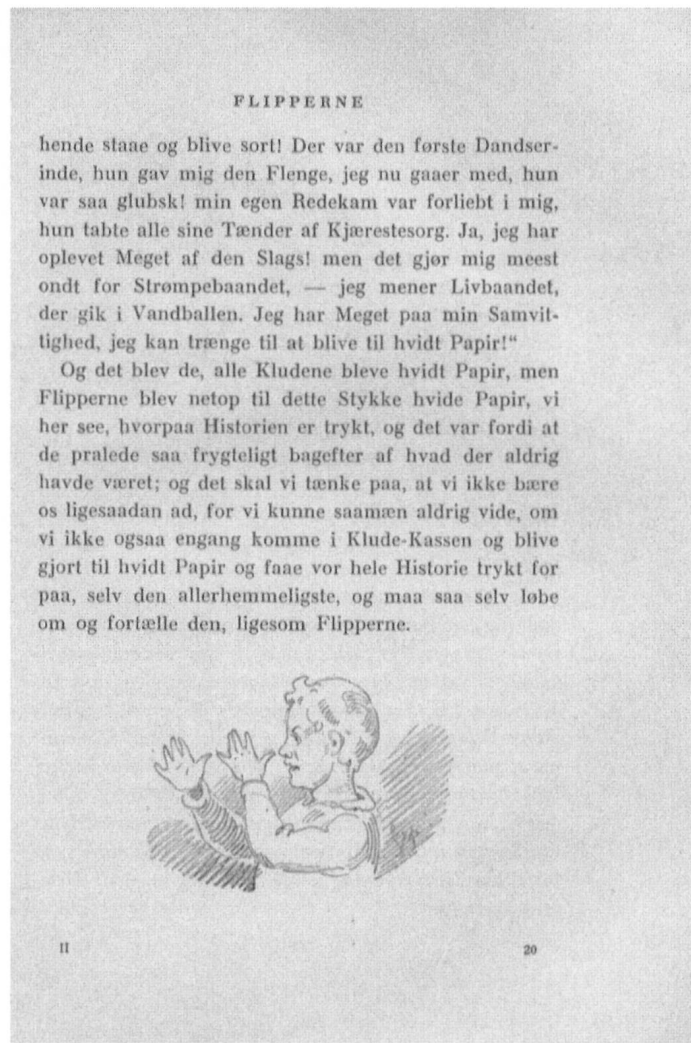 FLIPPERNE
hende staae og blive sort! Der var den første Dandser-
inde, hun gav mig den Flenge, jeg nu gaaer med, hun
var saa glubsk! min egen Redekam var forliebt i mig,
hun tabte alle sine Tænder af Kjærestesorg. Ja, jeg har
oplevet Meget af den Slags! men det gjør mig meest
ondt for Strømpebaandet, — jeg mener Livbaandet,
der gik i Vandballen. Jeg har Meget paa min Samvit-
tighed, jeg kan trænge til at blive til hvidt Papir!“
Og det blev de, alle Kludene bleve hvidt Papir, men
Flipperne blev netop til dette Stykke hvide Papir, vi
her see, hvorpaa Historien er trykt, og det var fordi at
de pralede saa frygteligt bagefter af hvad der aldrig
havde været; og det skal vi tænke paa, at vi ikke bære
os ligesaadan ad, for vi kunne saamæn aldrig vide, om
vi ikke ogsaa engang komme i Klude-Kassen og blive
gjort til hvidt Papir og faae vor hele Historie trykt for
paa, selv den allerhemmeligste, og maa saa selv løbe
om og fortælle den, ligesom Flipperne.
II 20